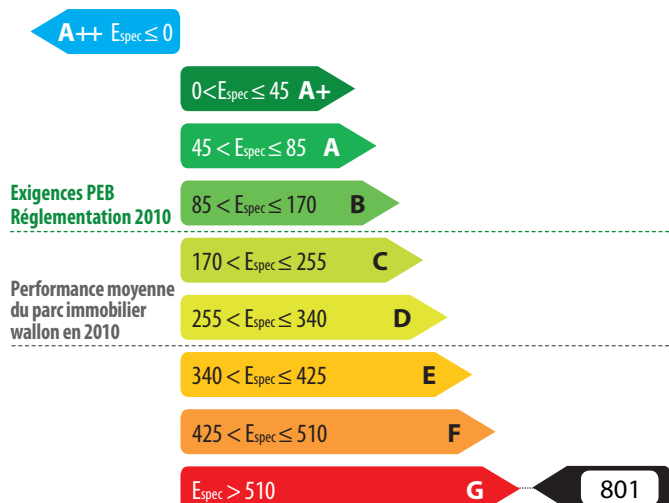 A++ Espec ≤ 0
0<Espec ≤ 45 A+
45 < Espec ≤ 85 A
Exigences PEB
Réglementation 2010
85 < Espec ≤ 170 B
170 < Espec ≤ 255 C
Performance moyenne
du parc immobilier
wallon en 2010
255 < Espec ≤ 340 D
340 < Espec ≤ 425 E
425 < Espec ≤ 510 F
Espec > 510 G
801